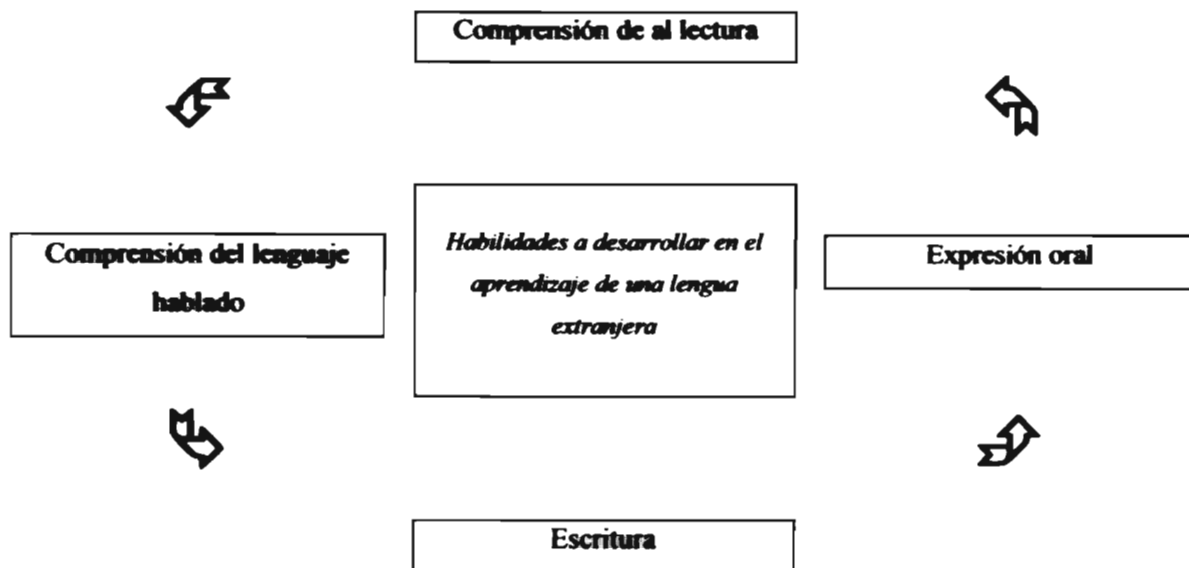 Comprensión de al lectura
Comprensión del lenguaje
hablado
Habilidades a desarrollar en el
aprendizaje de una lengua
extranjera
Expresión oral
Escritura